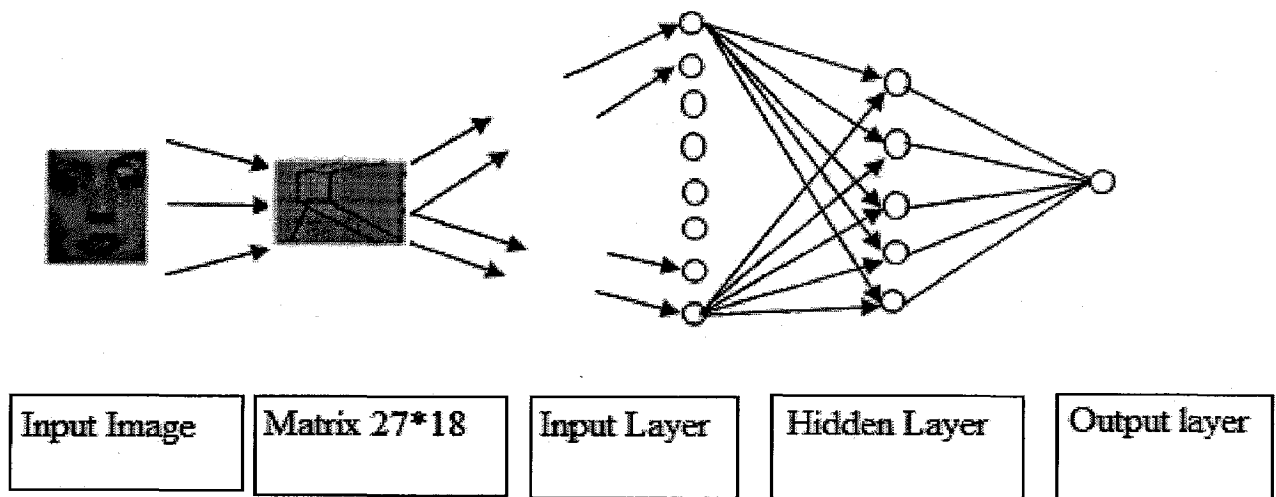 Input Image
Matrix 27*18
Input Layer
Hidden Layer
Output layer